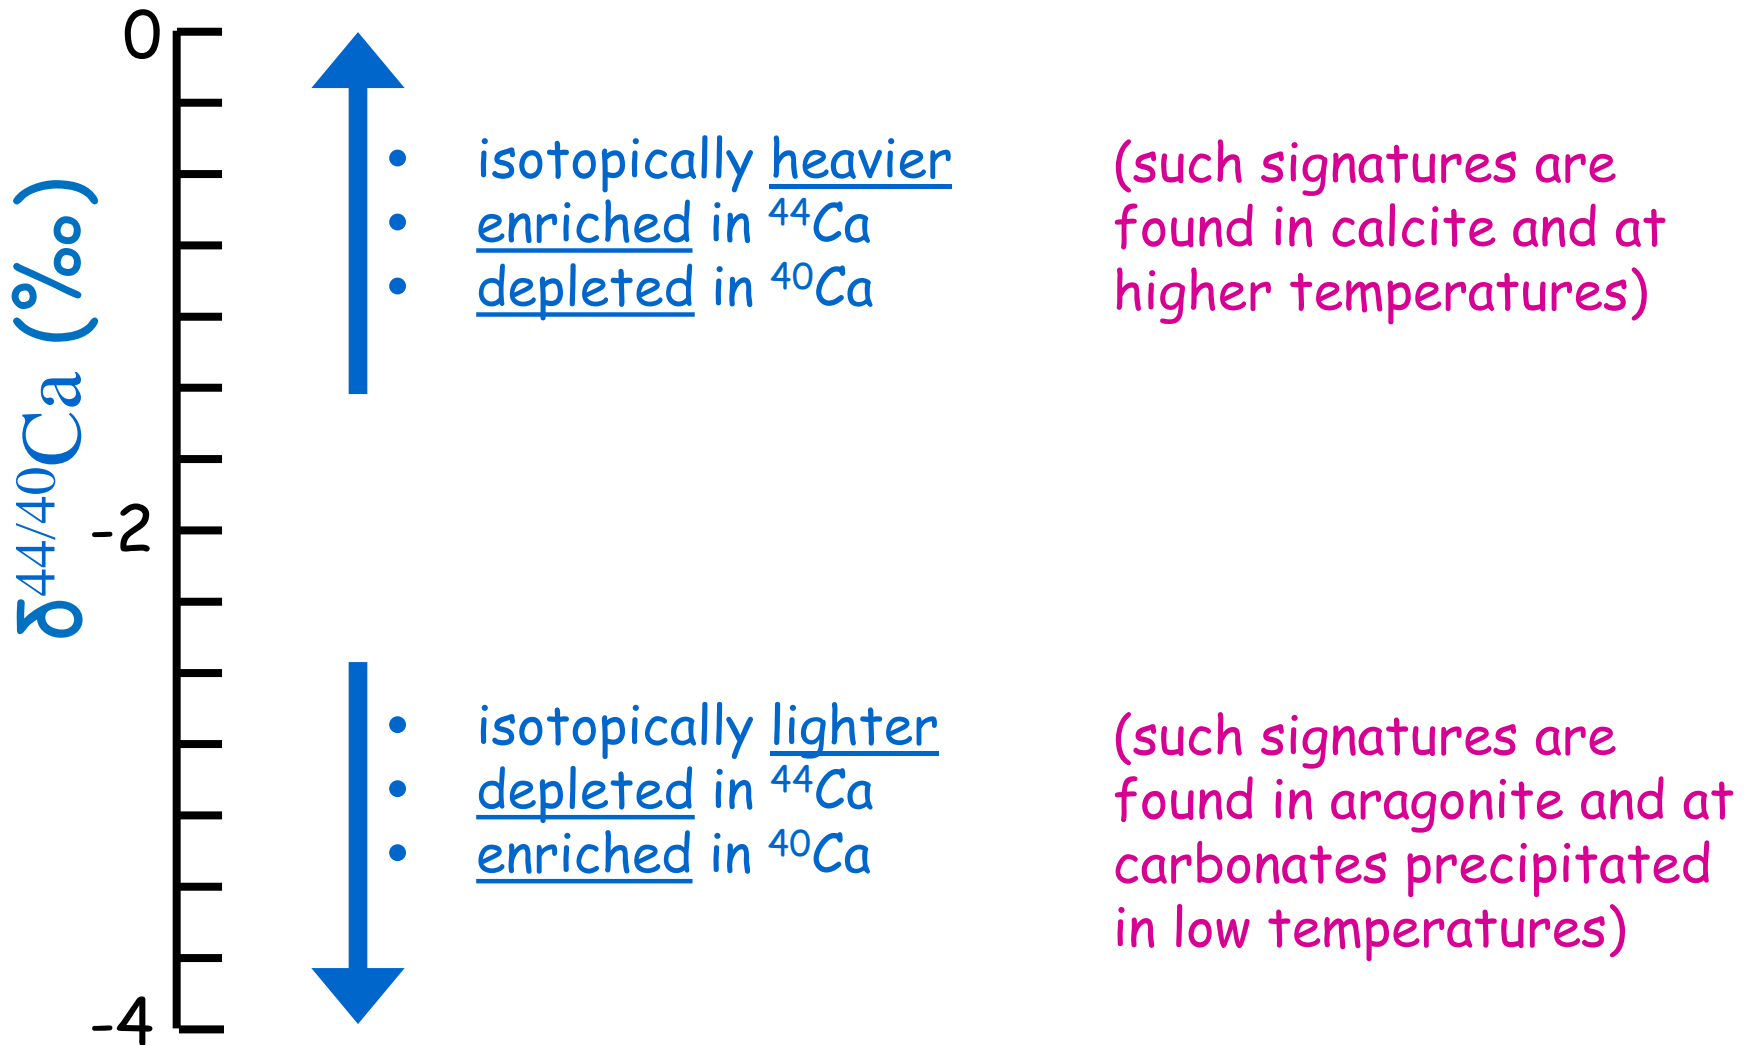 0
-2
-4
δ44/40Ca (‰)
• isotopically heavier
• enriched in 44Ca
• depleted in 40Ca
(such signatures are
found in calcite and at
higher temperatures)
• isotopically lighter
• depleted in 44Ca
• enriched in 40Ca
(such signatures are
found in aragonite and at
carbonates precipitated
in low temperatures)